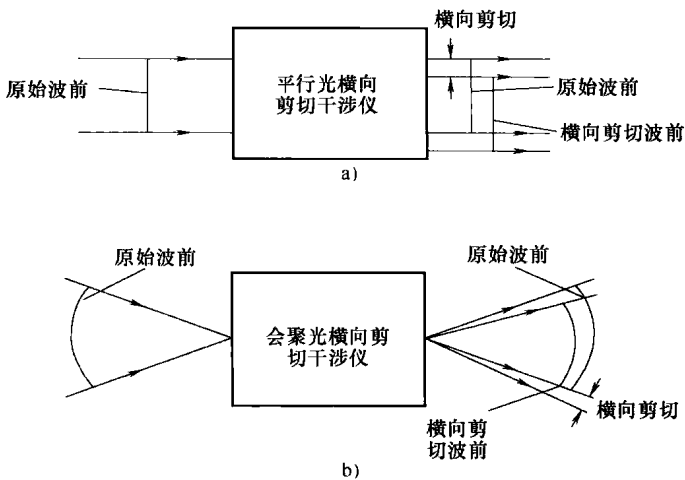 横向剪切
原始波前
平行光横向
剪切干涉仪
原始波前
横向剪切波前
a)
原始波前
原始波前
会聚光横向剪
切干涉仪
横向剪切
横向剪
切波前
b)